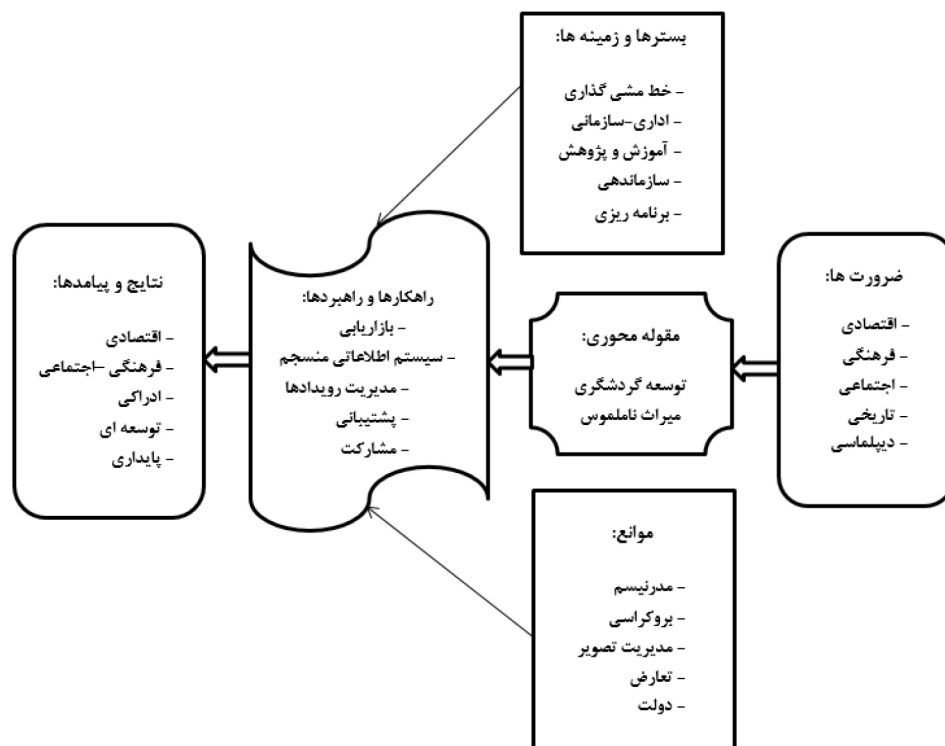 بسترها و زمینه ها:
- خط مشی گذاری
- اداری-سازمانی
- آموزش و پژوهش
- سازماندهی
- برنامه ریزی
ضرورت ها:
- اقتصادی
- فرهنگی
- اجتماعی
- تاریخی
- دیپلماسی
مقوله محوری:
توسعه گردشگری
میراث ناملموس
راهکارها و راهبردها:
- بازاریابی
- سیستم اطلاعاتی منسجم
- مدیریت رویدادها
- پشتیبانی
- مشارکت
نتایج و پیامدها:
- اقتصادی
- فرهنگی –اجتماعی
- ادراکی
- توسعه ای
- پایداری
موانع:
- مدرنیسم
- بروکراسی
- مدیریت تصویر
- تعارض
- دولت